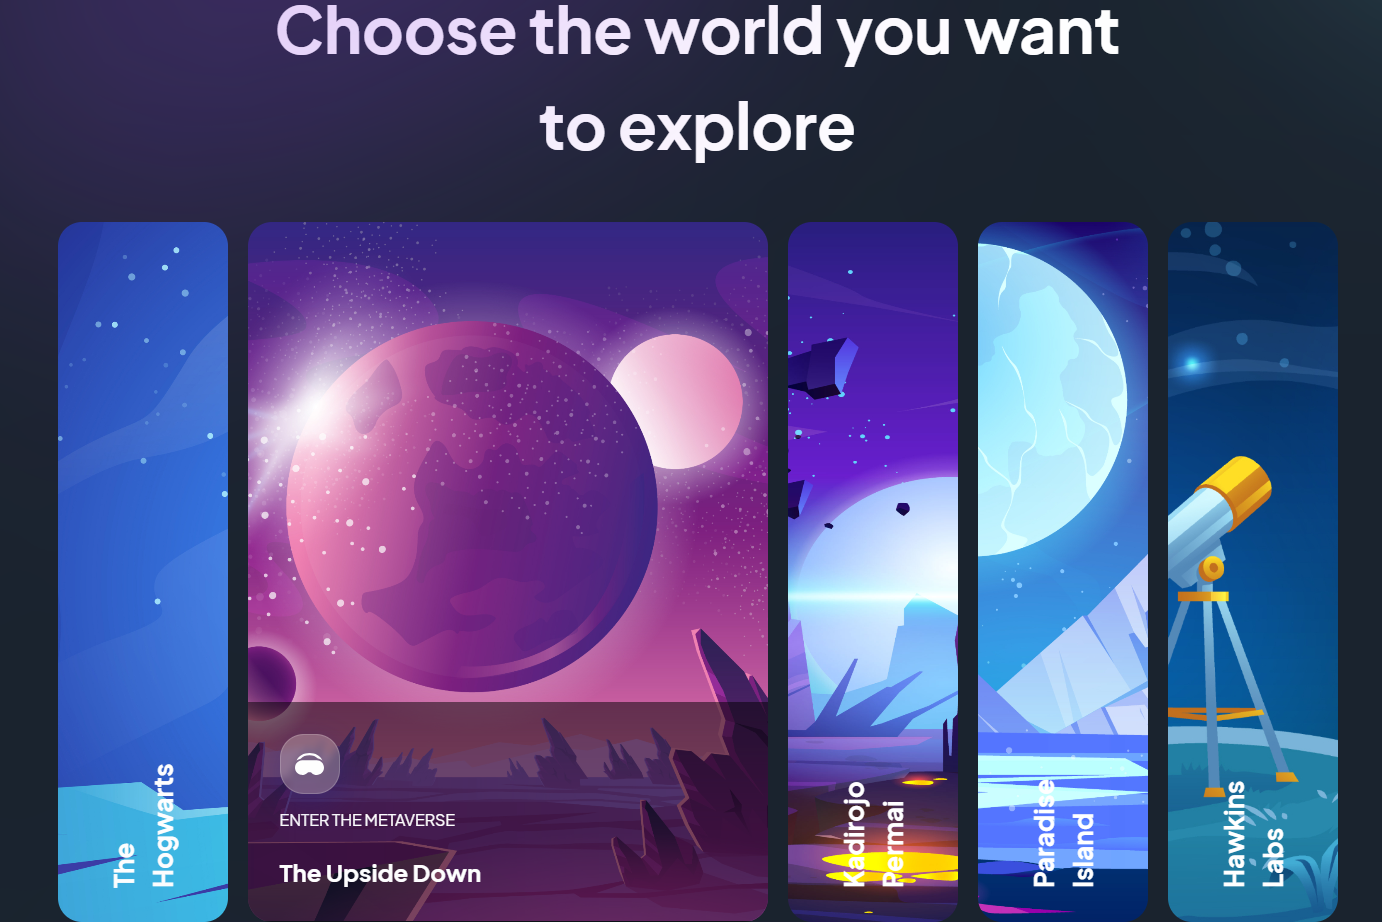 Choose the world you want
to explore
The
Hogwarts
ENTER THE METAVERSE
The Upside Down
Kadirojo
Permai
Paradise
Island
Hawkins
Labs